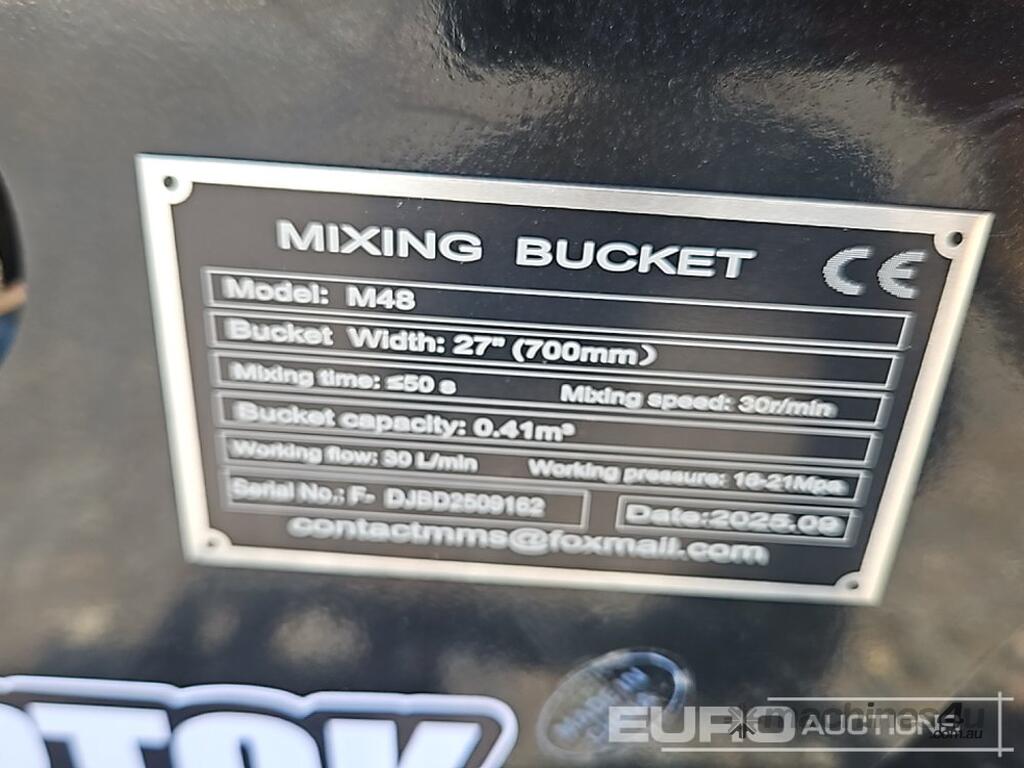 MIXING BUCKET CE
Model: M48
Bucket Width: 27" (700mm)
Mixing time: ≤50 s Mixing speed: 30r/min
Bucket capacity: 0.41m³
Working flow: 80 L/min Working pressure: 16-21Mpa
Serial No.: F- DJBD2509162 Date:2025.09
contactmms@foxmail.com
machines4u
.com.au
EURO AUCTIONS